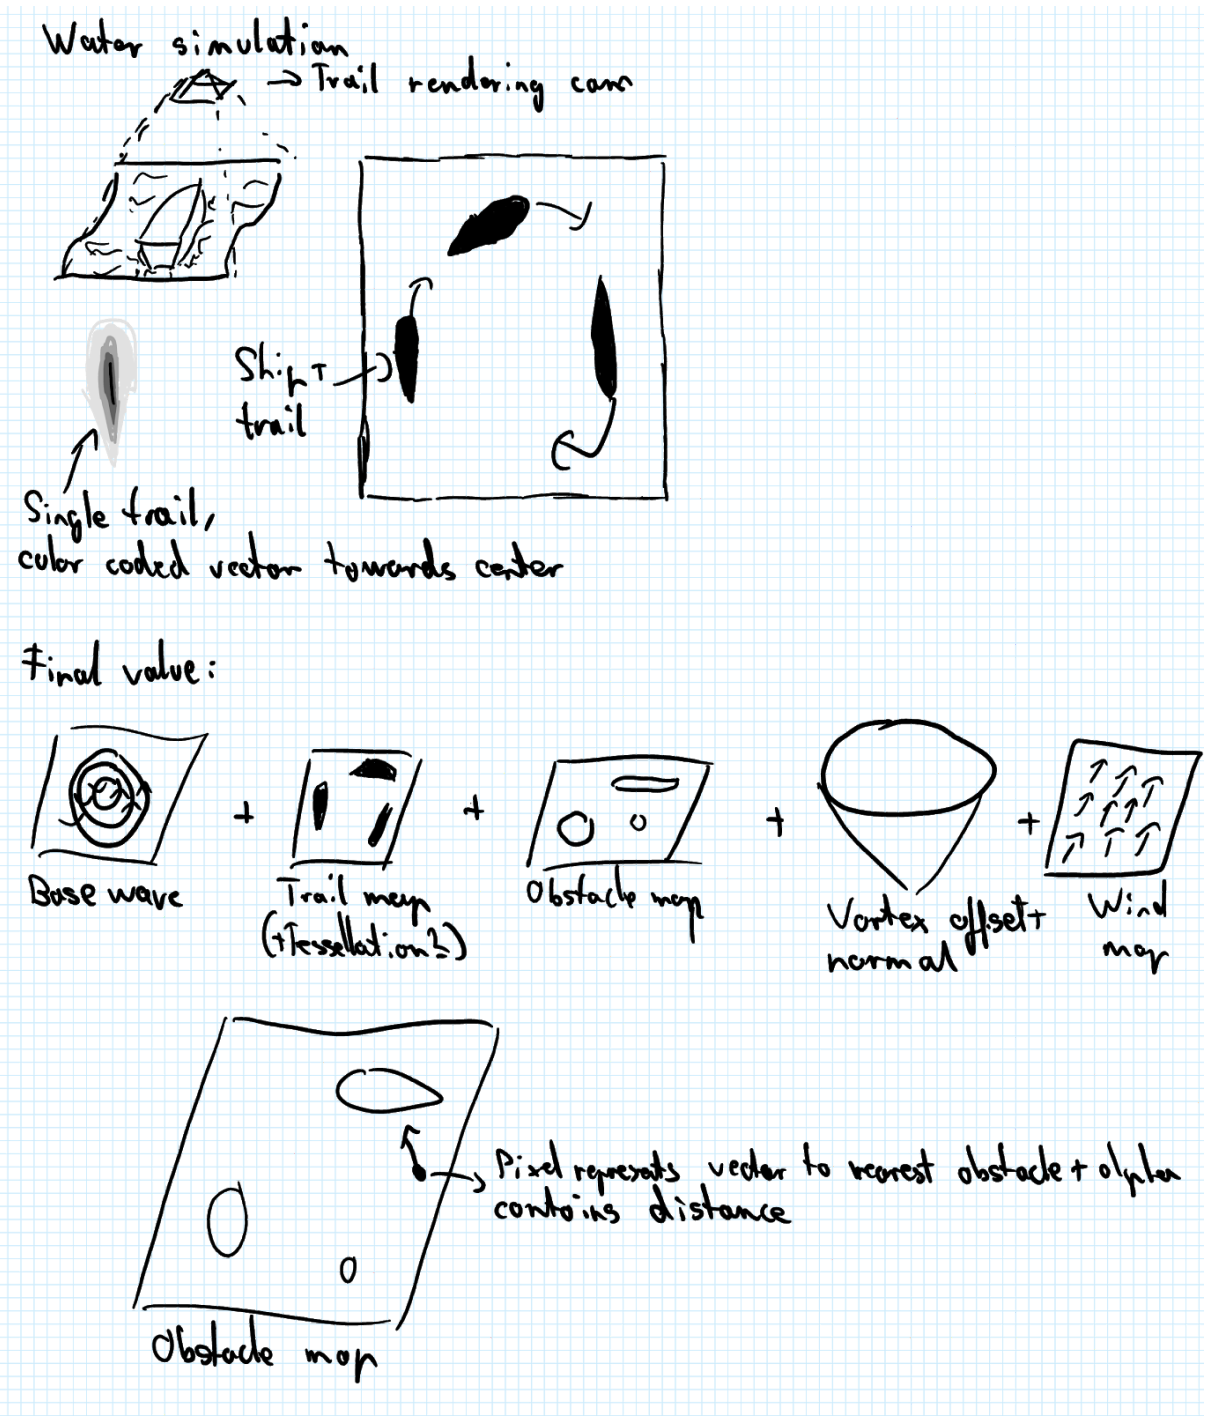 Water simulation
→ Trail rendering cam
Ship +
trail
Single trail,
color coded vector towards center
Final value:
+ + + +
Base wave
Trail map
(+Tessellation?)
Obstacle map
Vortex offset +
normal
Wind
map
Pixel represents vector to nearest obstacle + alpha
contains distance
Obstacle map